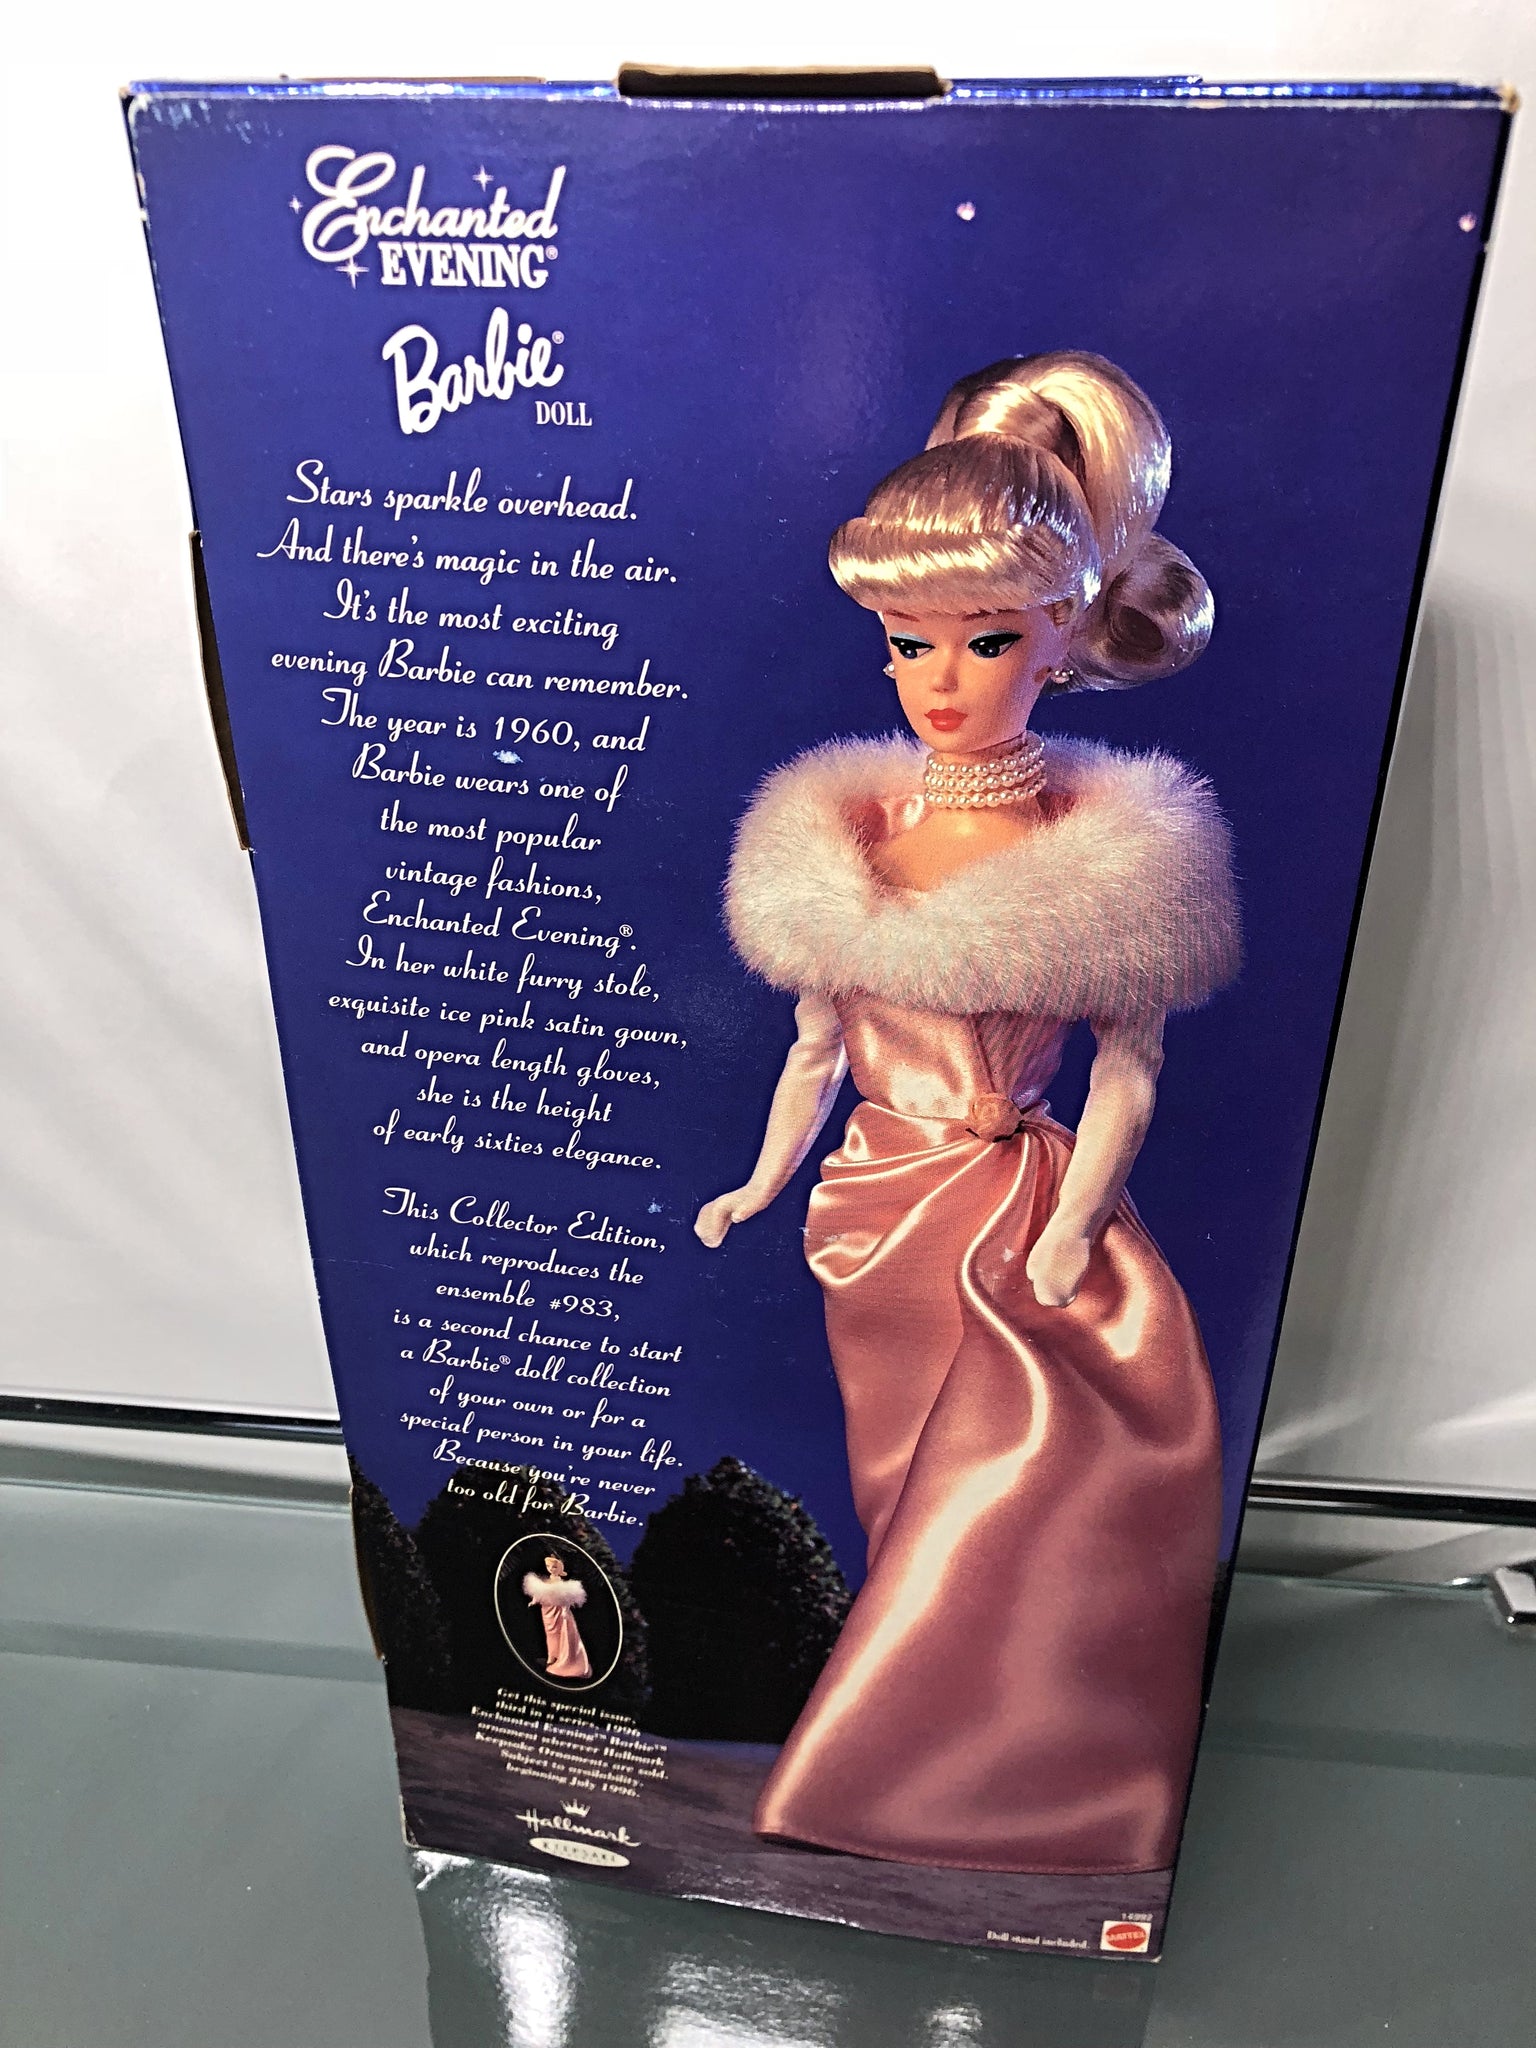 Enchanted
EVENING®
Barbie®
DOLL
Stars sparkle overhead.
And there's magic in the air.
It's the most exciting
evening Barbie can remember.
The year is 1960, and
Barbie wears one of
the most popular
vintage fashions,
Enchanted Evening®.
In her white furry stole,
exquisite ice pink satin gown,
and opera length gloves,
she is the height
of early sixties elegance.
This Collector Edition,
which reproduces the
ensemble #983,
is a second chance to start
a Barbie® doll collection
of your own or for a
special person in your life.
Because you're never
too old for Barbie.
Get this special issue,
third in a series, 1996
Enchanted Evening™ Barbie™
ornament wherever Hallmark
Keepsake Ornaments are sold.
Subject to availability,
beginning July 1996.
Hallmark
KEEPSAKE
14992
Doll stand included.
MATTEL